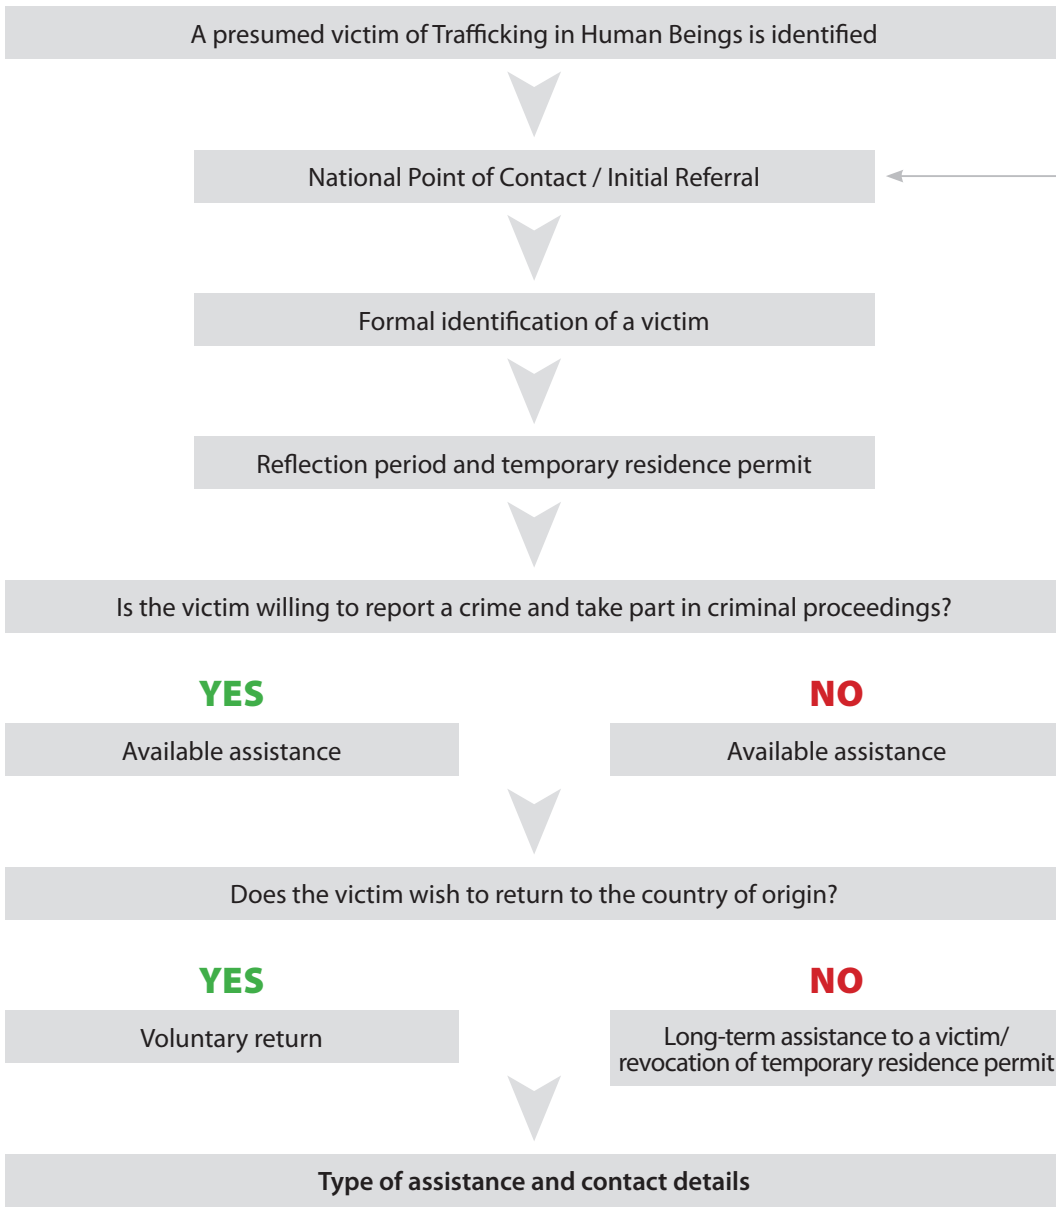 A presumed victim of Trafficking in Human Beings is identified
National Point of Contact / Initial Referral
Formal identification of a victim
Reflection period and temporary residence permit
Is the victim willing to report a crime and take part in criminal proceedings?
YES
NO
Available assistance
Available assistance
Does the victim wish to return to the country of origin?
YES
NO
Voluntary return
Long-term assistance to a victim/
revocation of temporary residence permit
Type of assistance and contact details